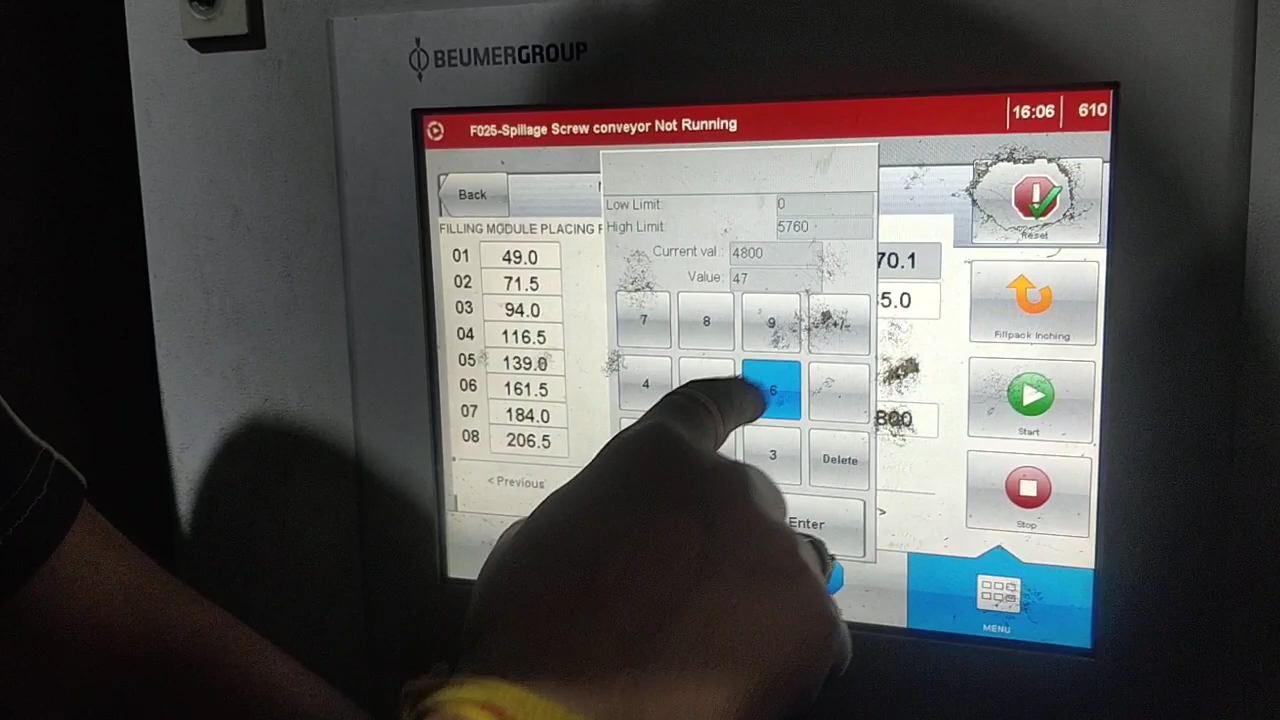 BEUMERGROUP
F025-Spillage Screw conveyor Not Running
16:06
610
Back
Low Limit:
0
High Limit:
5760
Current val.:
4800
Value:
47
FILLING MODULE PLACING
01 49.0
02 71.5
03 94.0
04 116.5
05 139.0
06 161.5
07 184.0
08 206.5
< Previous
7 8 9 +/-
4 6
3 Delete
Enter
70.1
5.0
800
>
Reset
Fillpack Inching
Start
Stop
MENU